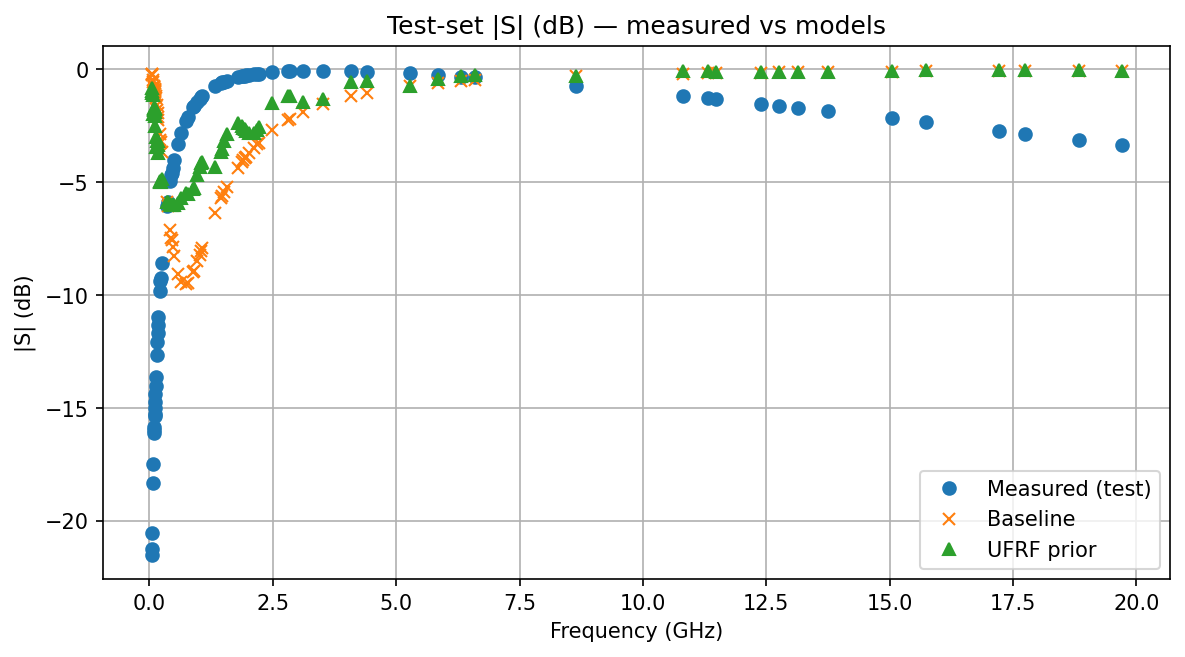 Test-set |S| (dB) — measured vs models
0
−5
−10
−15
−20
|S| (dB)
Measured (test)
Baseline
UFRF prior
0.0 2.5 5.0 7.5 10.0 12.5 15.0 17.5 20.0
Frequency (GHz)